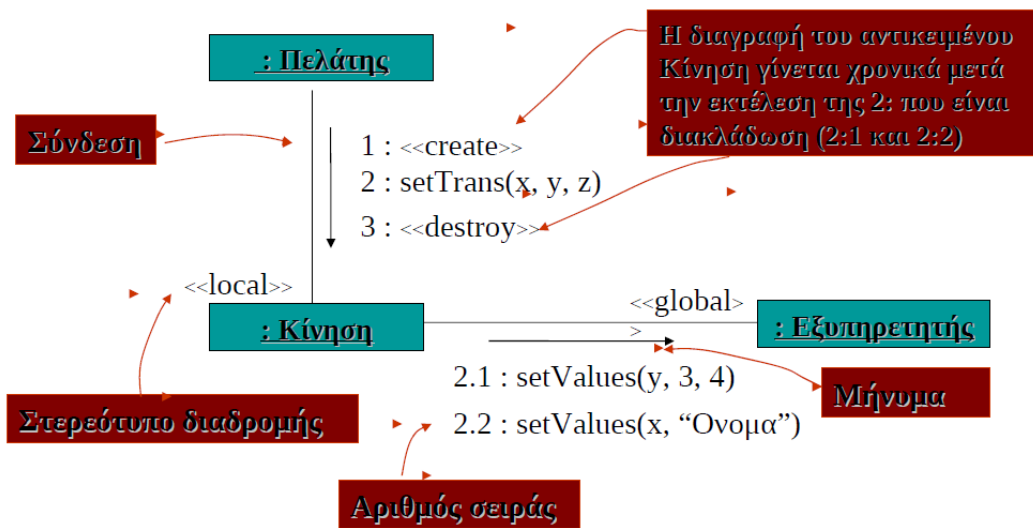 : Πελάτης
Η διαγραφή του αντικειμένου
Κίνηση γίνεται χρονικά μετά
την εκτέλεση της 2: που είναι
διακλάδωση (2:1 και 2:2)
Σύνδεση
1 : <<create>>
2 : setTrans(x, y, z)
3 : <<destroy>>
<<local>>
<<global>
>
: Κίνηση
: Εξυπηρετητής
2.1 : setValues(y, 3, 4)
Μήνυμα
Στερεότυπο διαδρομής
2.2 : setValues(x, “Ονομα”)
Αριθμός σειράς